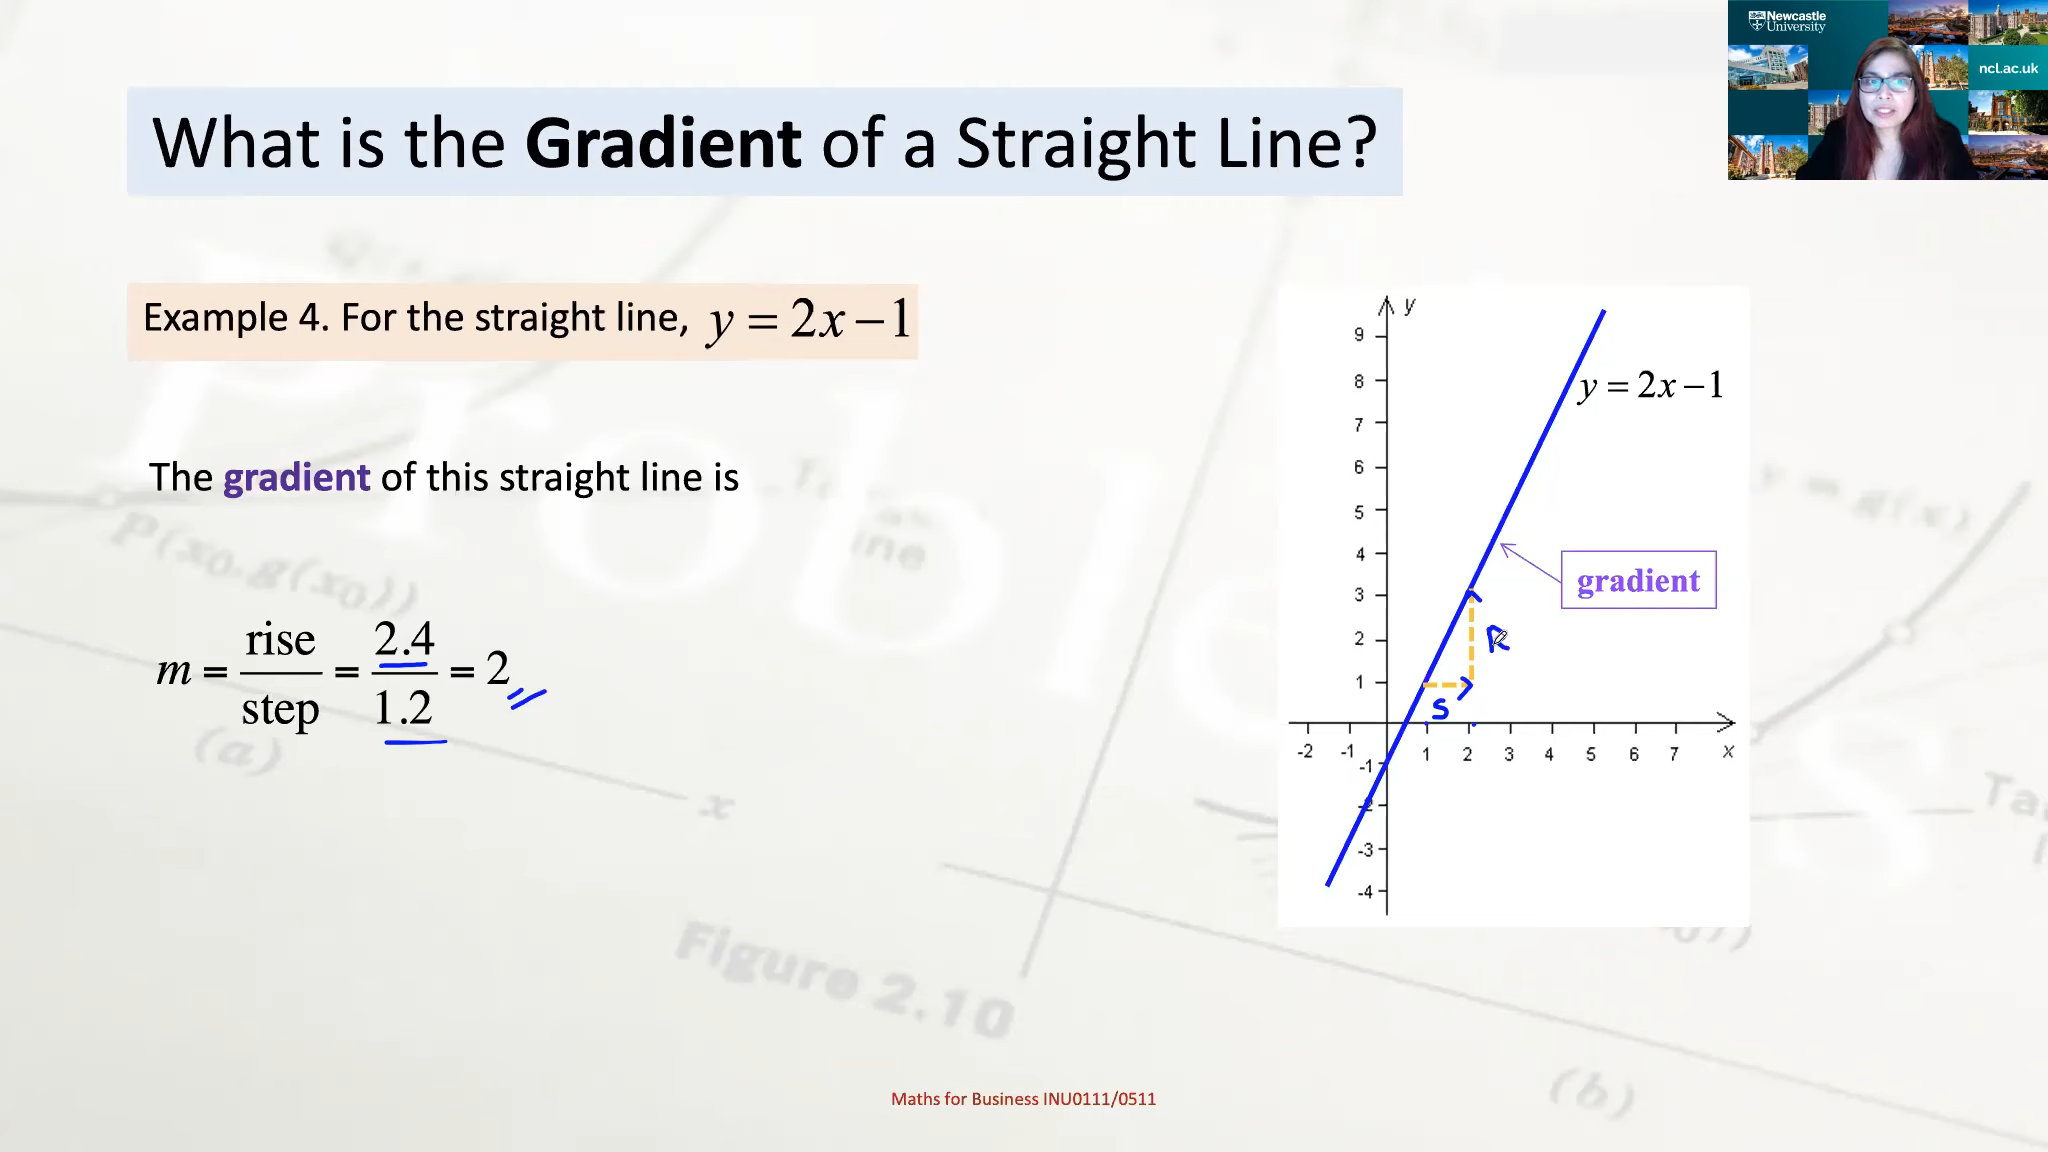 Newcastle
University
ncl.ac.uk
What is the Gradient of a Straight Line?
Example 4. For the straight line, y = 2x − 1
The gradient of this straight line is
m = rise/step = 2.4/1.2 = 2
y
9
8
7
6
5
4
3
2
1
-1
-2
-3
-4
-2 -1 1 2 3 4 5 6 7 x
y = 2x − 1
gradient
R
S
Problems
P(x₀, g(x₀))
(a)
x
y = g(x)
Figure 2.10
(b)
Maths for Business INU0111/0511